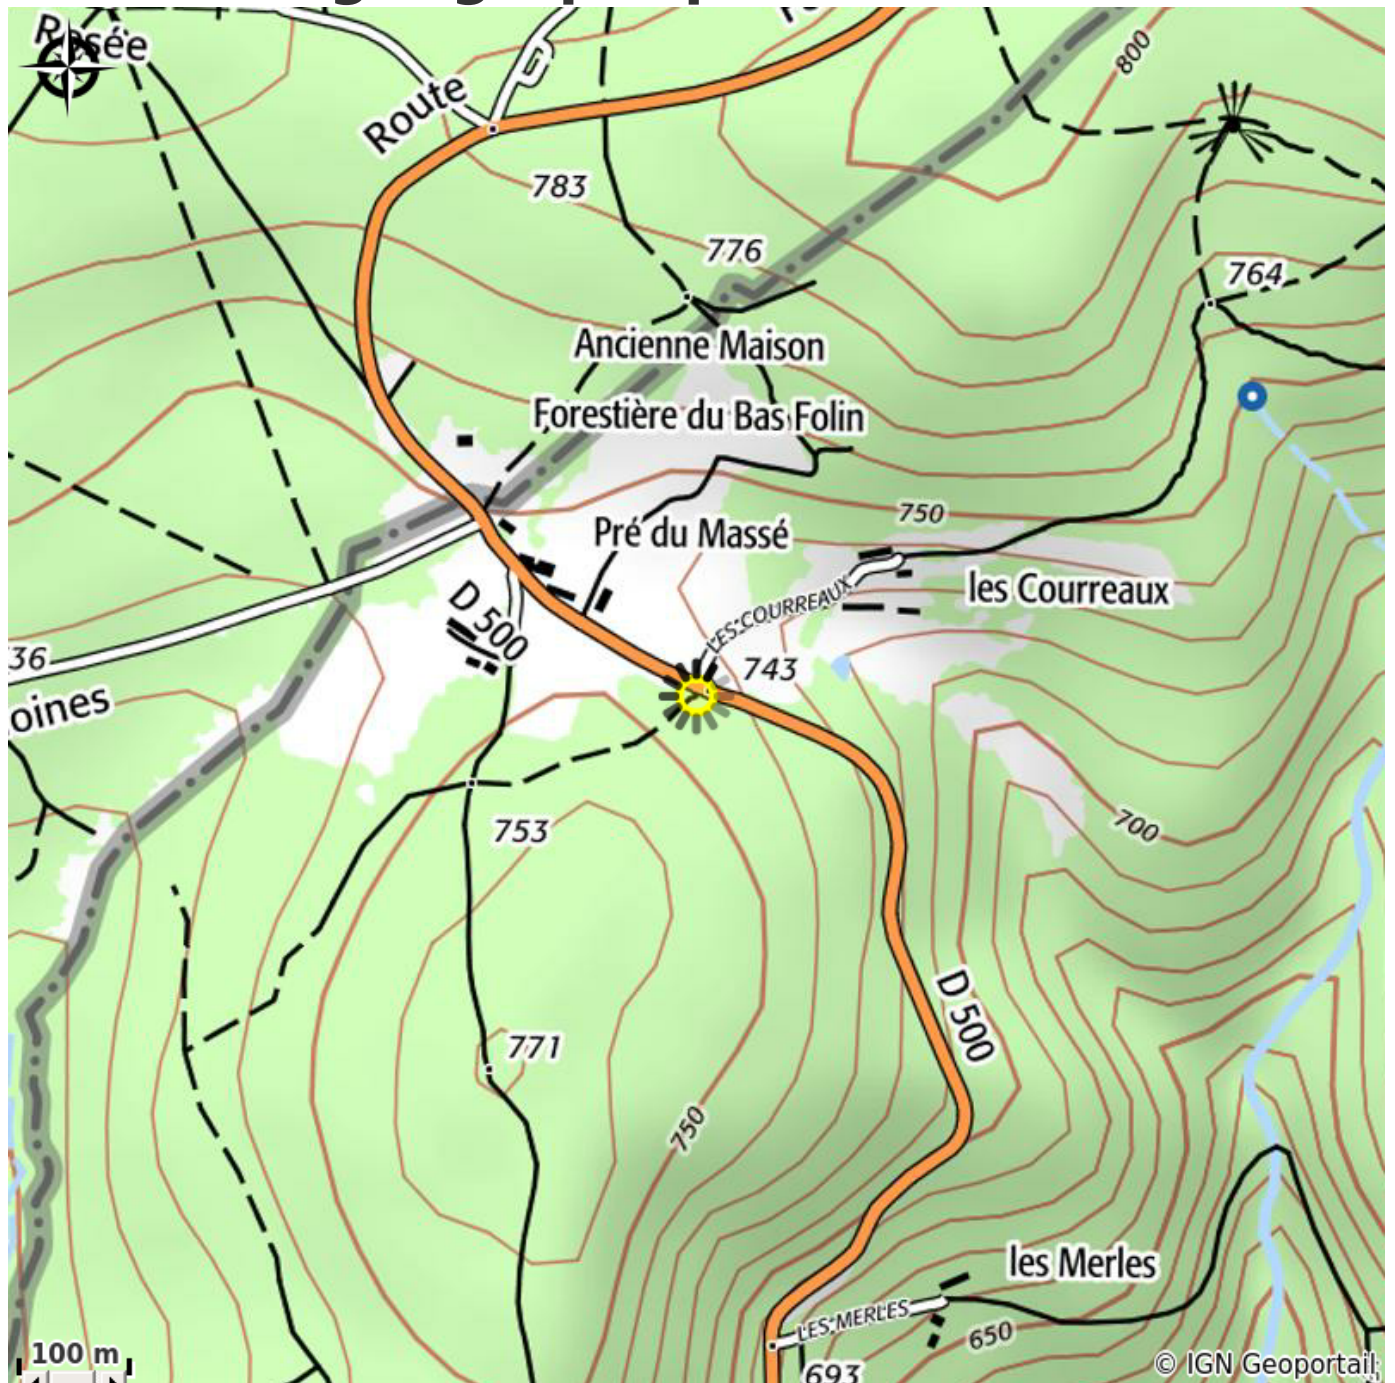 Rosée
800
Route
783
776
764
Ancienne Maison
Forestière du Bas Folin
750
Pré du Massé
les Courreaux
LES COURREAUX
D 500
36
743
oines
753
700
D 500
771
750
les Merles
LES MERLES
650
693
100 m
© IGN Geoportail